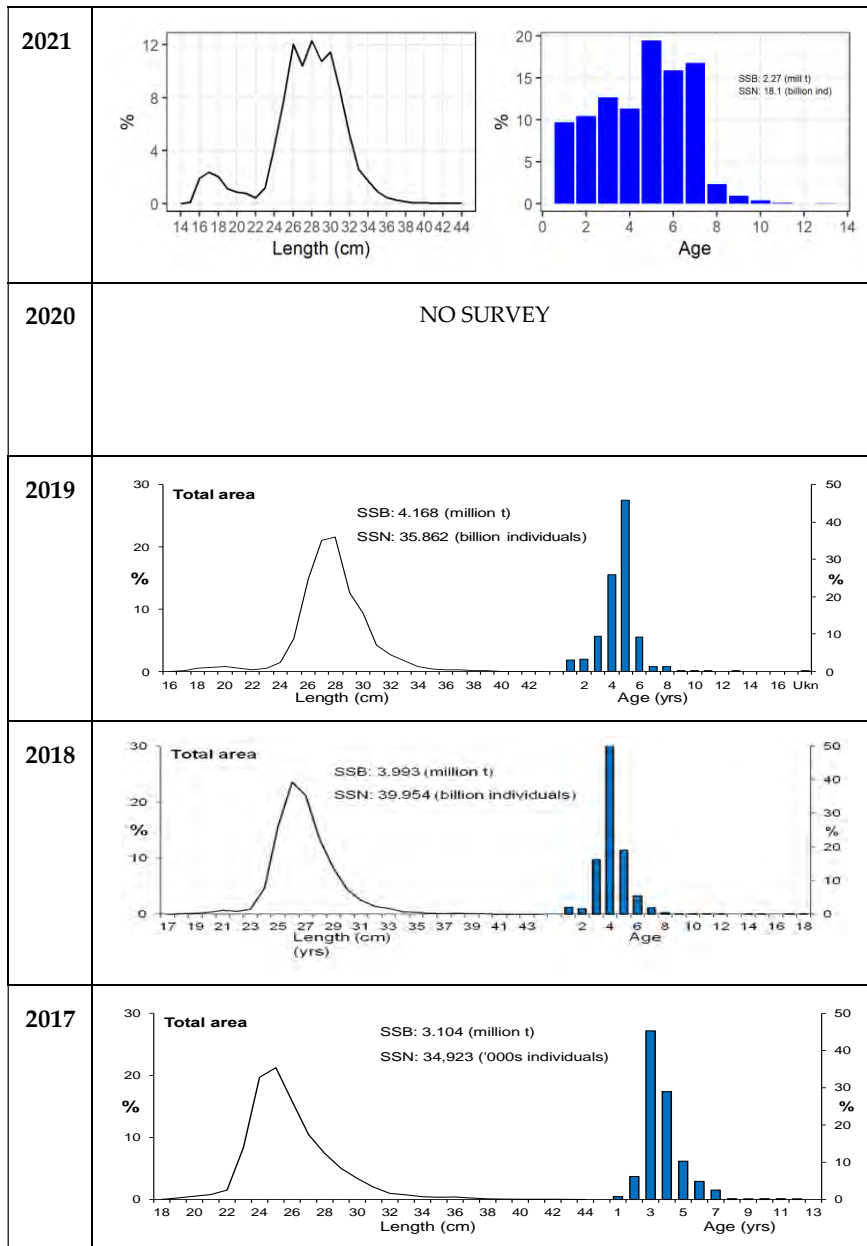 2021
12
8
4
0
%
14 16 18 20 22 24 26 28 30 32 34 36 38 40 42 44
Length (cm)
20
15
10
5
0
%
SSB: 2.27 (mill t)
SSN: 18.1 (billion ind)
0 2 4 6 8 10 12 14
Age
2020
NO SURVEY
2019
30
20
%
10
0
Total area
SSB: 4.168 (million t)
SSN: 35.862 (billion individuals)
50
40
30
%
20
10
0
16 18 20 22 24 26 28 30 32 34 36 38 40 42 2 4 6 8 10 12 14 16 Ukn
Length (cm) Age (yrs)
2018
30
20
%
10
0
Total area
SSB: 3.993 (million t)
SSN: 39.954 (billion individuals)
50
40
30
%
20
10
0
17 19 21 23 25 27 29 31 33 35 37 39 41 43 2 4 6 8 10 12 14 16 18
Length (cm) Age
(yrs)
2017
30
20
%
10
0
Total area
SSB: 3.104 (million t)
SSN: 34,923 ('000s individuals)
50
40
30
%
20
10
0
18 20 22 24 26 28 30 32 34 36 38 40 42 44 1 3 5 7 9 11 13
Length (cm) Age (yrs)